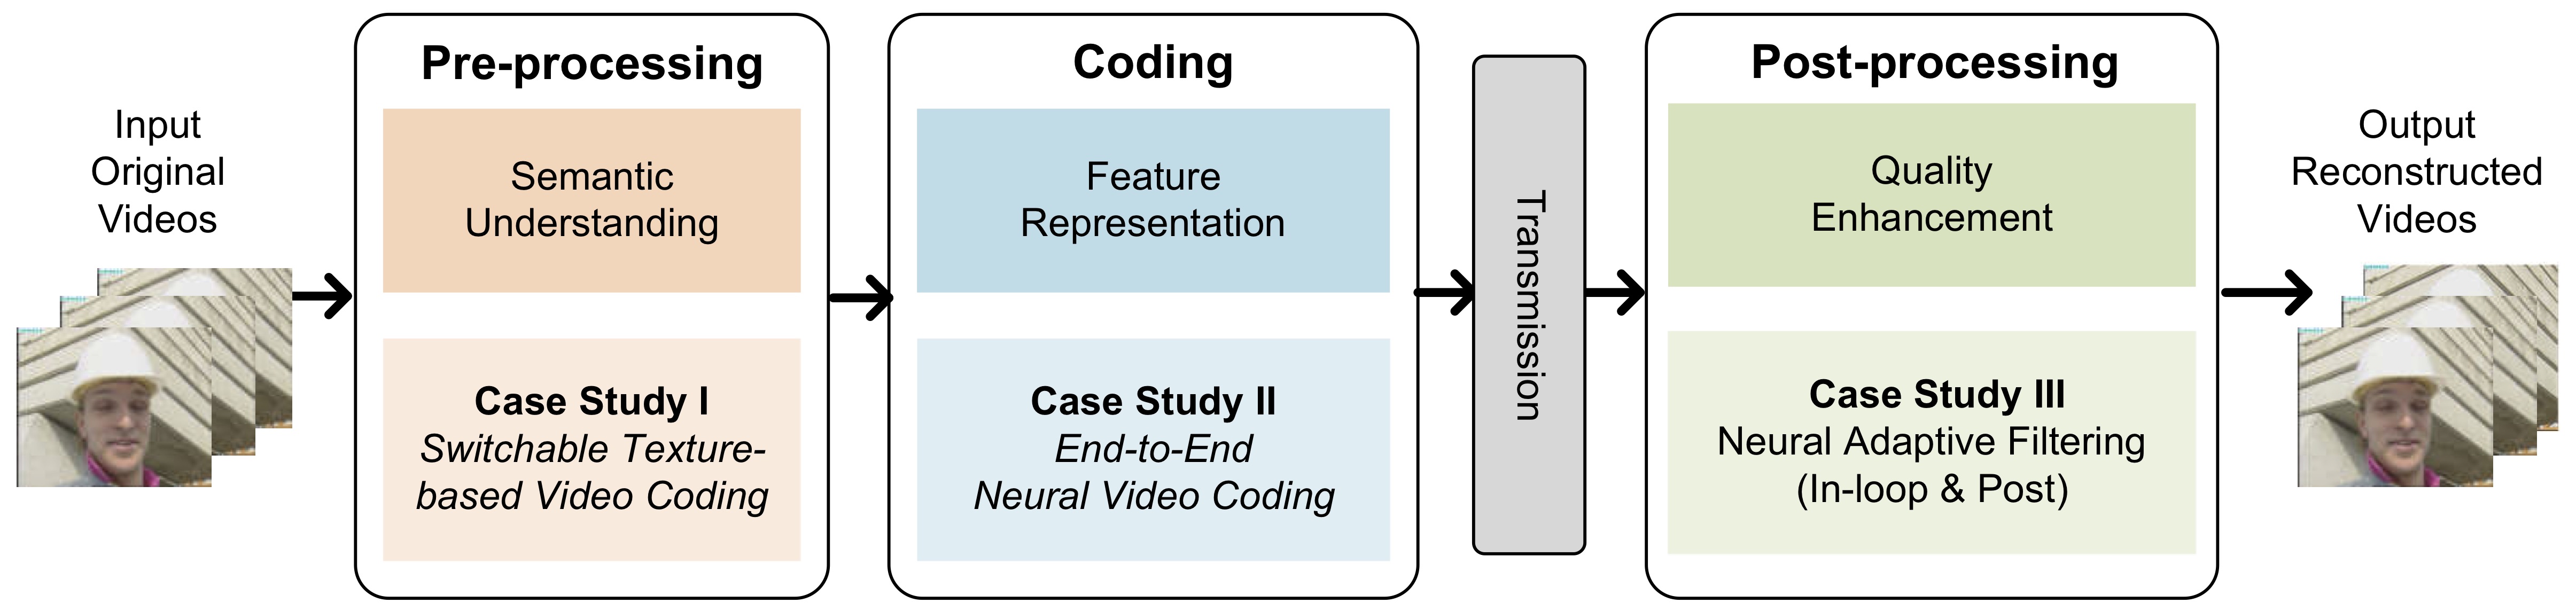 Input
Original
Videos
Pre-processing
Semantic
Understanding
Case Study I
Switchable Texture-
based Video Coding
Coding
Feature
Representation
Case Study II
End-to-End
Neural Video Coding
Transmission
Post-processing
Quality
Enhancement
Case Study III
Neural Adaptive Filtering
(In-loop & Post)
Output
Reconstructed
Videos